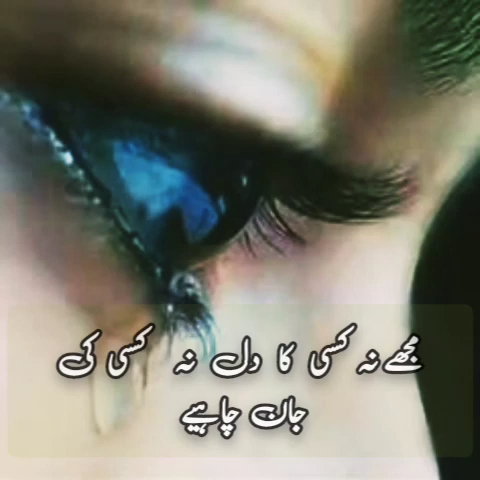 مجھے نہ کسی کا دل نہ کسی کی
جان چاہیے